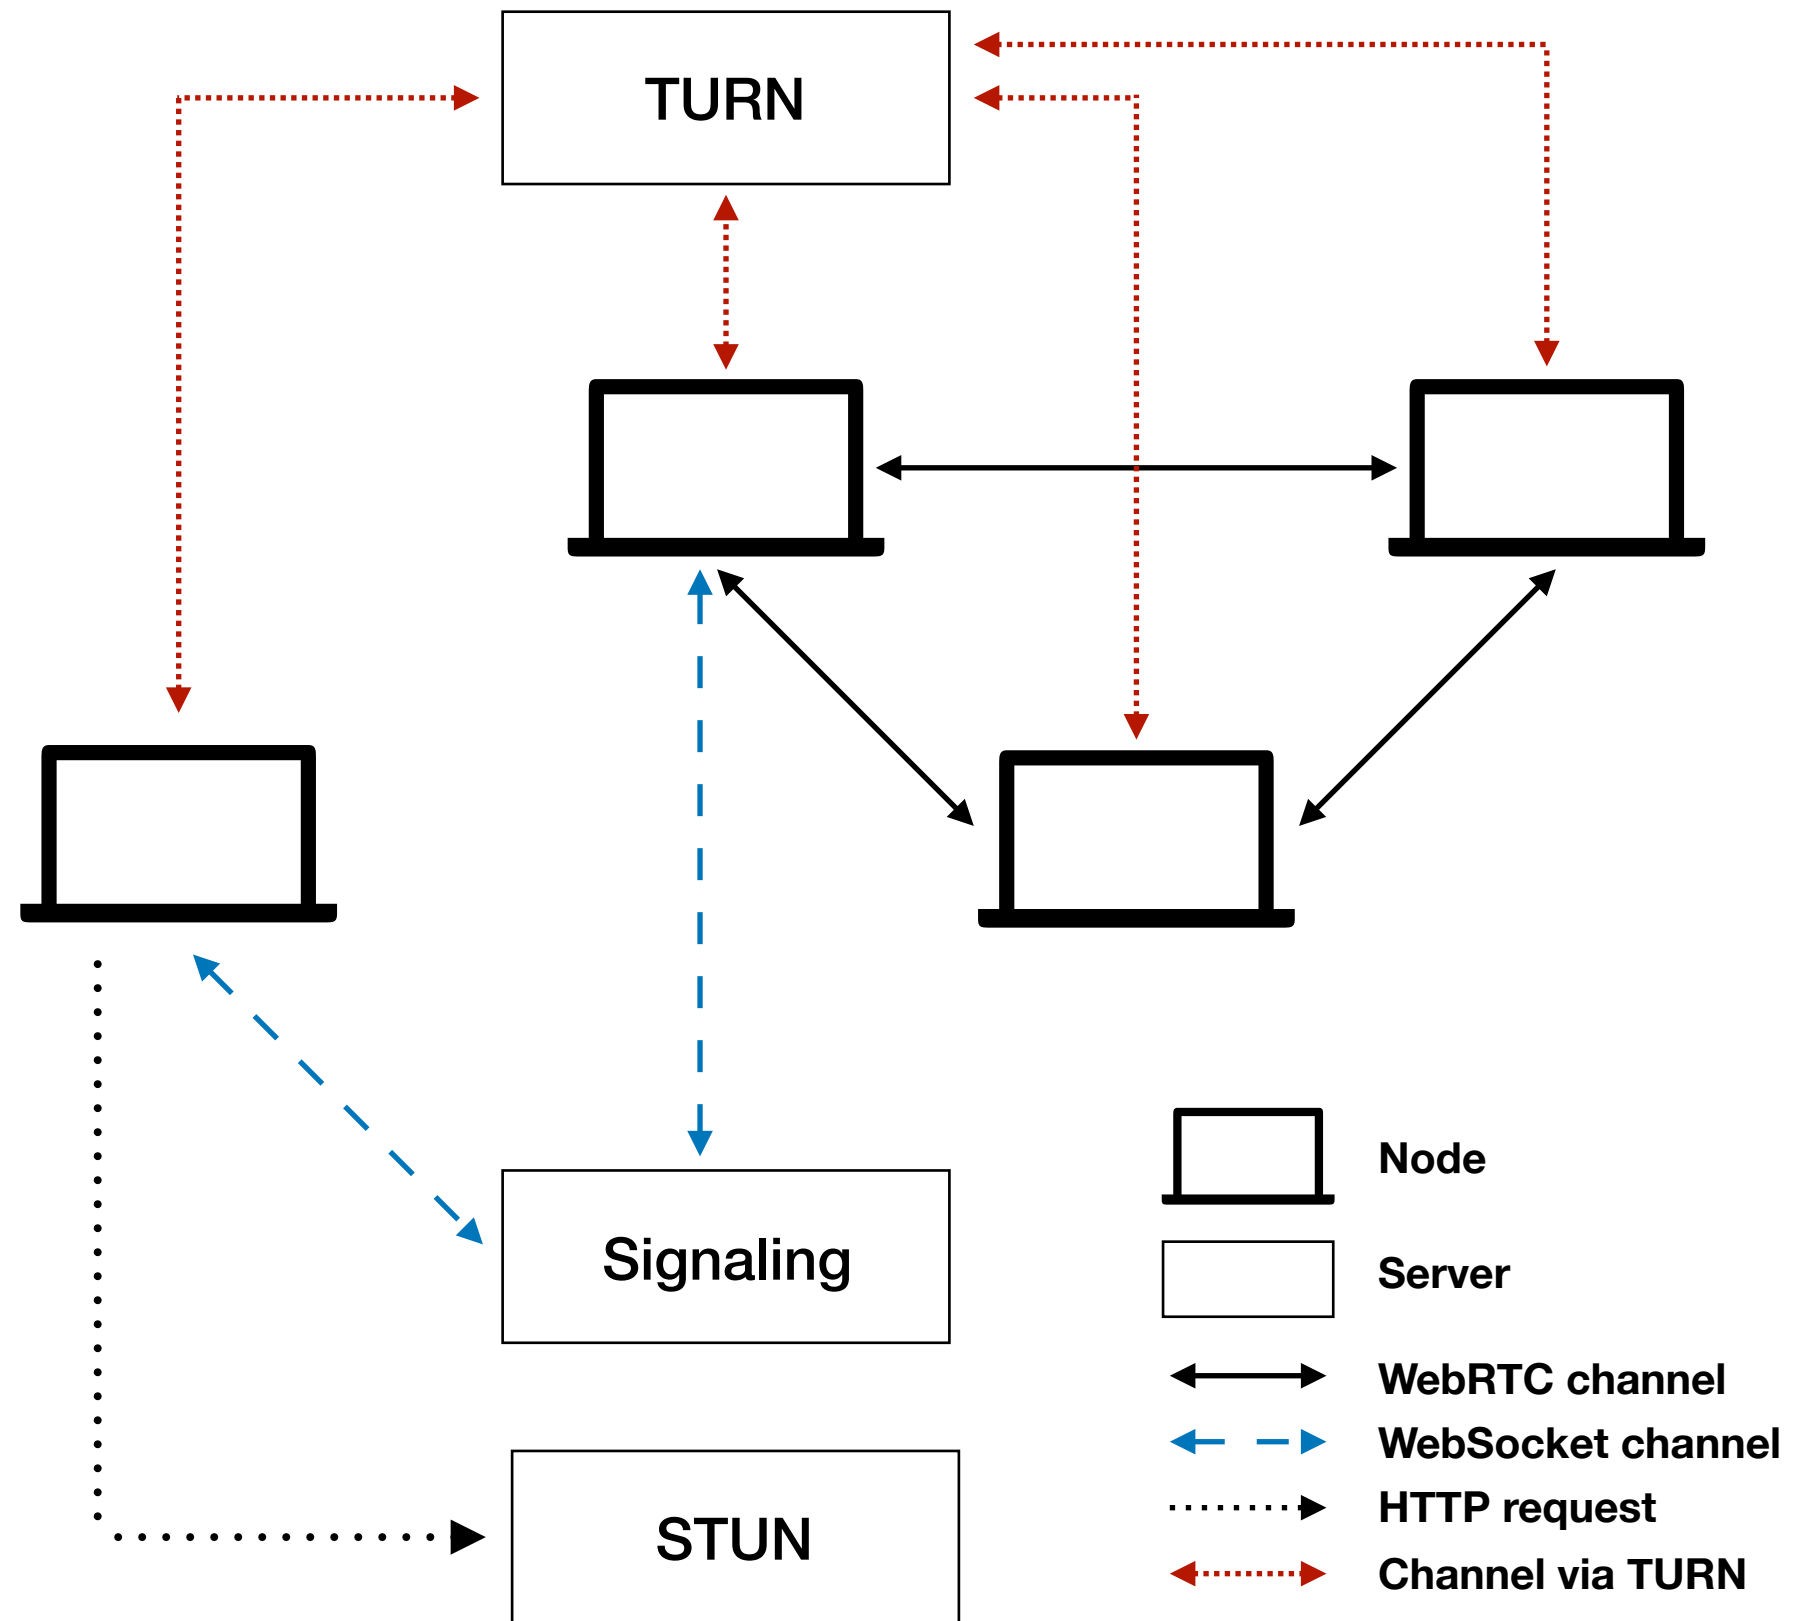 TURN
Signaling
STUN
Node
Server
WebRTC channel
WebSocket channel
HTTP request
Channel via TURN